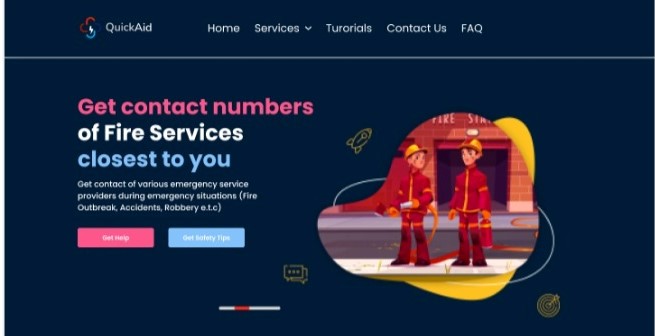 QuickAid
Home Services Turorials Contact Us FAQ
Get contact numbers
of Fire Services
closest to you
Get contact of various emergency service
providers during emergency situations (Fire
Outbreak, Accidents, Robbery e.t.c)
Get Help Get Safety Tips
FIRE STA